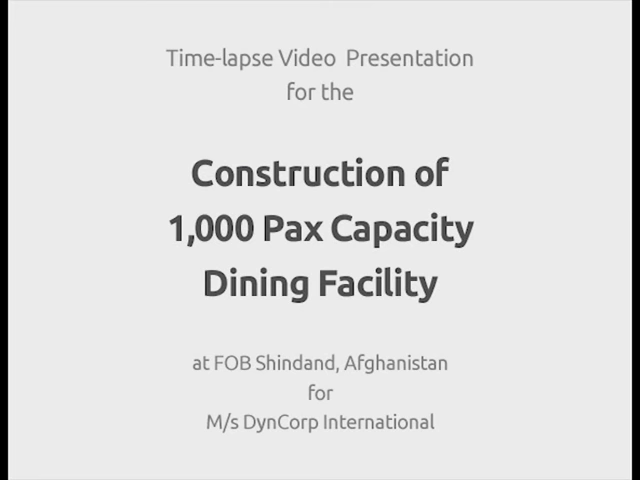 Time-lapse Video Presentation
for the
Construction of
1,000 Pax Capacity
Dining Facility
at FOB Shindand, Afghanistan
for
M/s DynCorp International